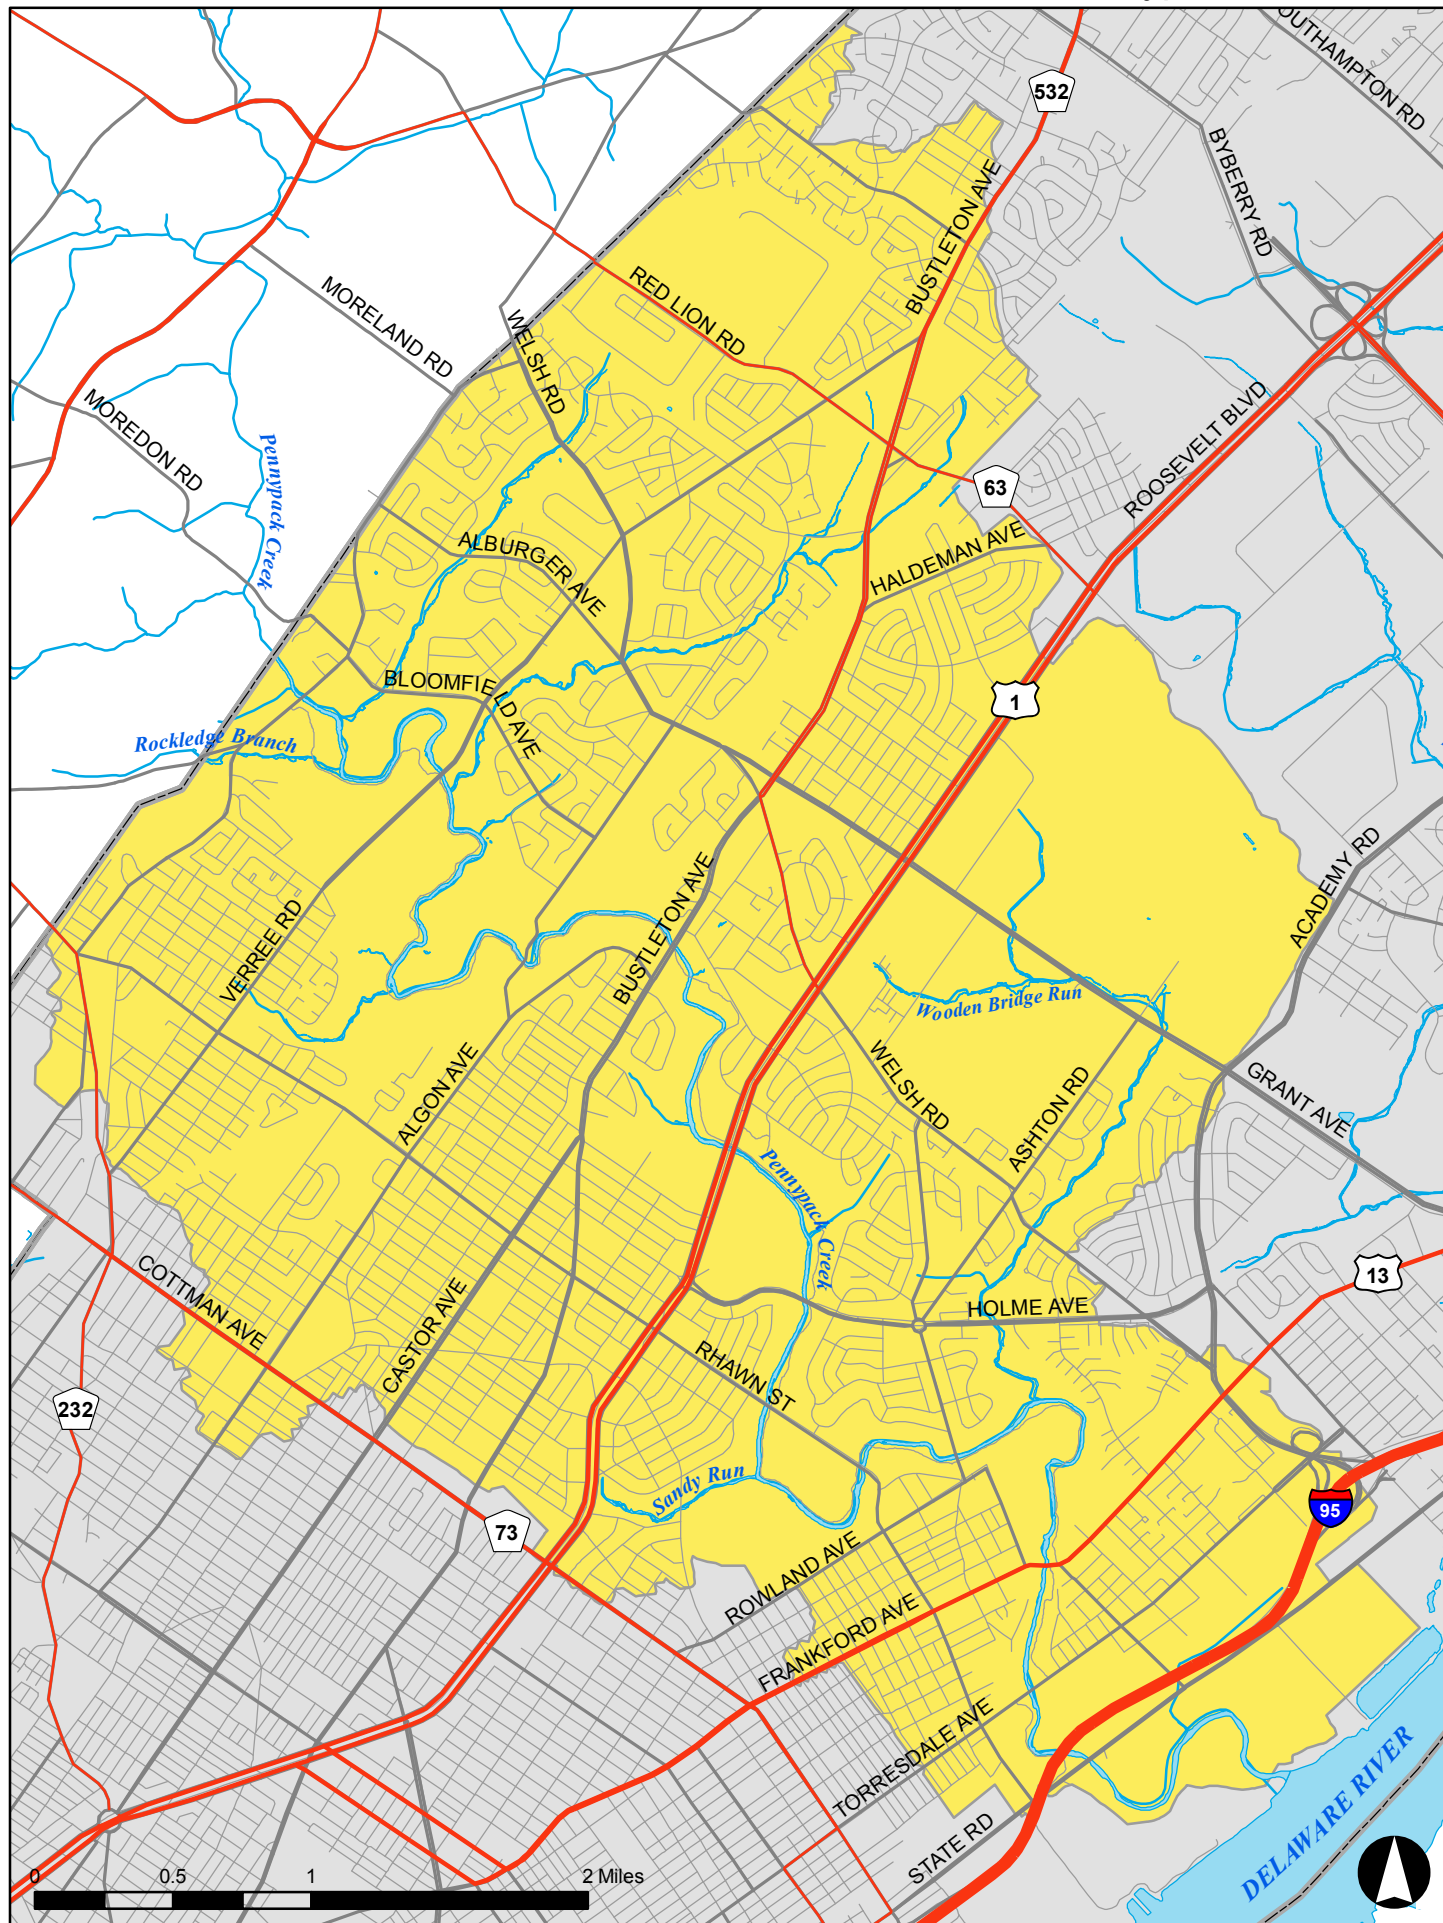 SOUTHAMPTON RD
532
BYBERRY RD
BUSTLETON AVE
RED LION RD
MORELAND RD
WELSH RD
MOREDON RD
ROOSEVELT BLVD
Pennypack Creek
63
ALBURGER AVE
HALDEMAN AVE
BLOOMFIELD AVE
1
Rockledge Branch
ACADEMY RD
BUSTLETON AVE
VERREE RD
Wooden Bridge Run
WELSH RD
ASHTON RD
GRANT AVE
ALGON AVE
Pennypack Creek
13
COTTMAN AVE
CASTOR AVE
HOLME AVE
RHAWN ST
232
Sandy Run
95
73
ROWLAND AVE
FRANKFORD AVE
TORRESDALE AVE
DELAWARE RIVER
STATE RD
0 0.5 1 2 Miles